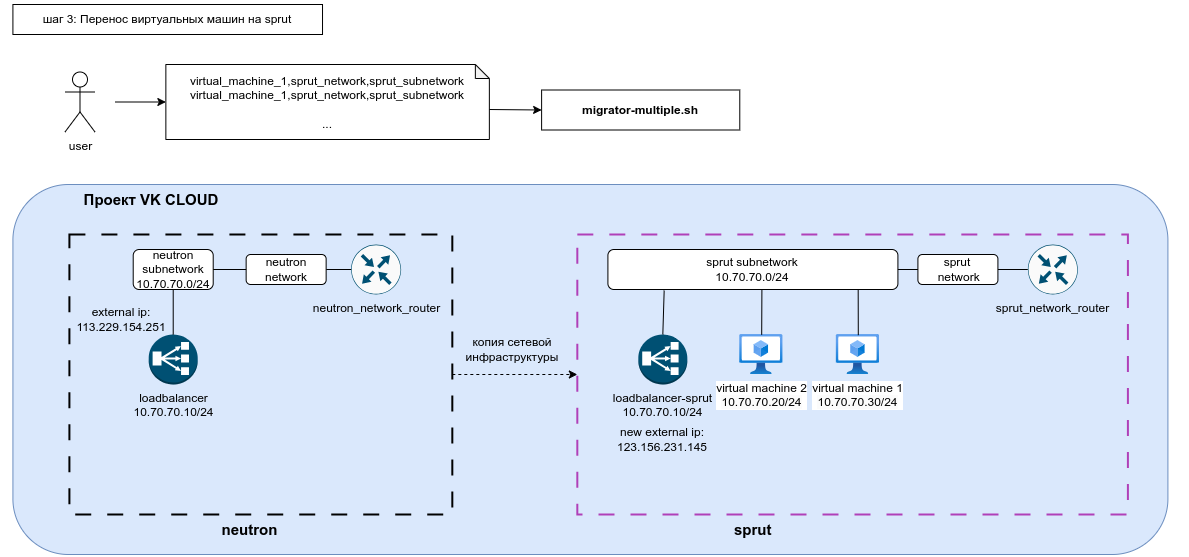 шаг 3: Перенос виртуальных машин на sprut
virtual_machine_1,sprut_network,sprut_subnetwork
virtual_machine_1,sprut_network,sprut_subnetwork
...
migrator-multiple.sh
user
Проект VK CLOUD
neutron
subnetwork
10.70.70.0/24
neutron
network
neutron_network_router
external ip:
113.229.154.251
loadbalancer
10.70.70.10/24
neutron
копия сетевой
инфраструктуры
sprut subnetwork
10.70.70.0/24
sprut
network
sprut_network_router
loadbalancer-sprut
10.70.70.10/24
new external ip:
123.156.231.145
virtual machine 2
10.70.70.20/24
virtual machine 1
10.70.70.30/24
sprut